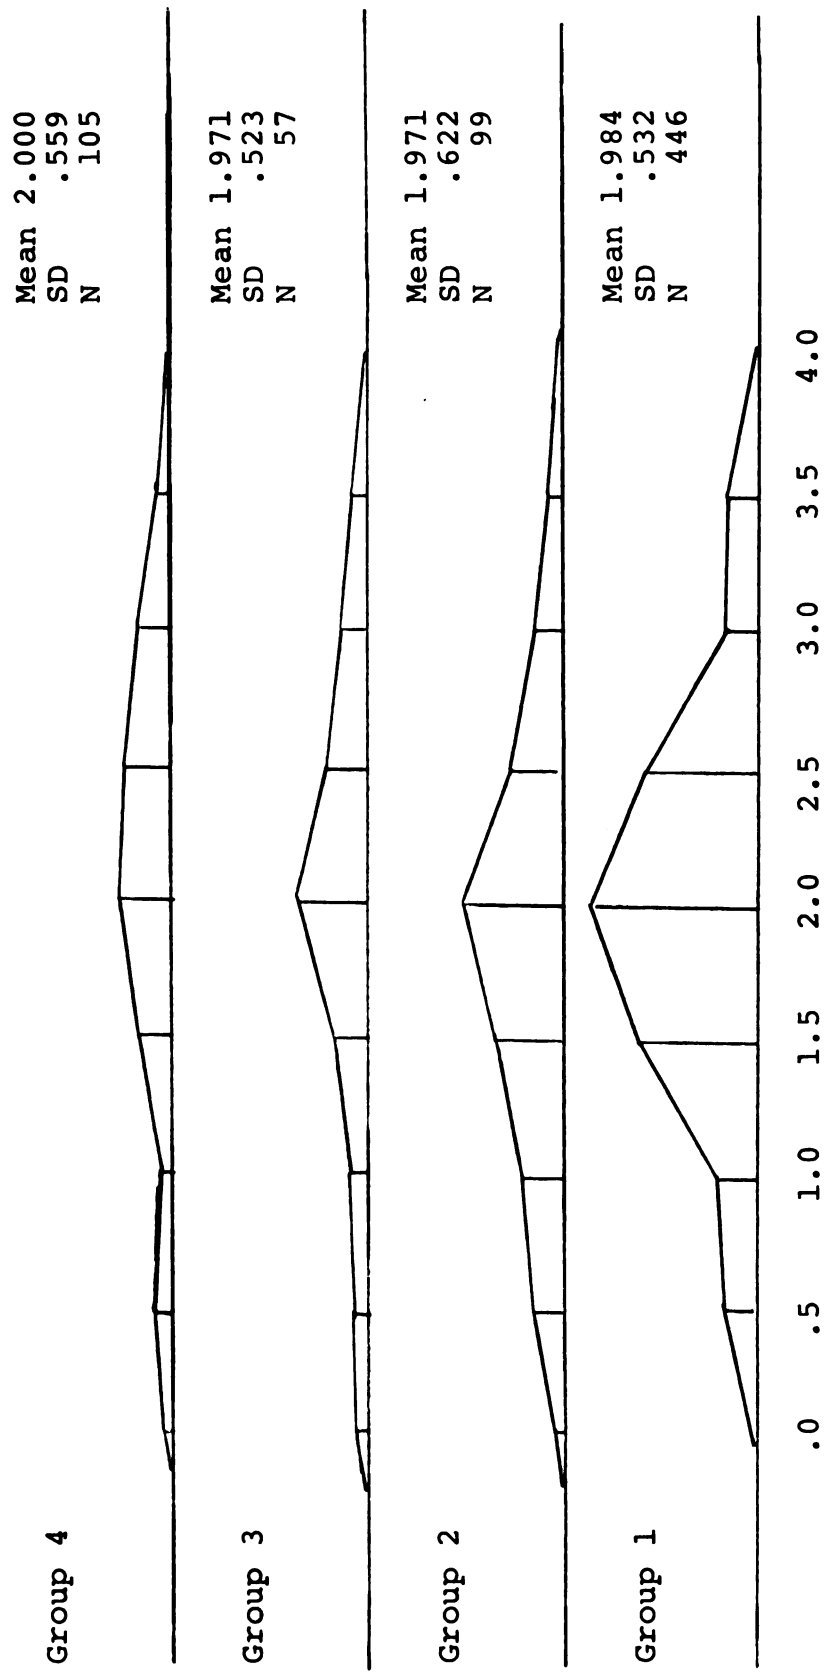 Group 4
Mean 2.000
SD .559
N 105
Group 3
Mean 1.971
SD .523
N 57
Group 2
Mean 1.971
SD .622
N 99
Group 1
Mean 1.984
SD .532
N 446
.0 .5 1.0 1.5 2.0 2.5 3.0 3.5 4.0